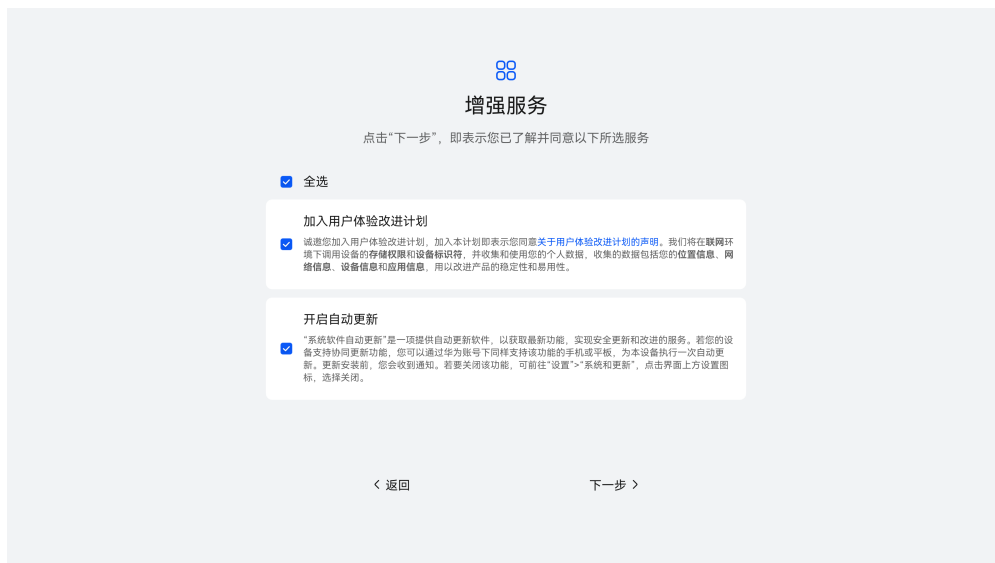 增强服务
点击“下一步”，即表示您已了解并同意以下所选服务
全选
加入用户体验改进计划
诚邀您加入用户体验改进计划，加入本计划即表示您同意关于用户体验改进计划的声明。我们将在联网环
境下调用设备的存储权限和设备标识符，并收集和使用您的个人数据，收集的数据包括您的位置信息、网
络信息、设备信息和应用信息，用以改进产品的稳定性和易用性。
开启自动更新
“系统软件自动更新”是一项提供自动更新软件，以获取最新功能，实现安全更新和改进的服务。若您的设
备支持协同更新功能，您可以通过华为账号下同样支持该功能的手机或平板，为本设备执行一次自动更
新。更新安装前，您会收到通知。若要关闭该功能，可前往“设置”>“系统和更新”，点击界面上方设置图
标，选择关闭。
返回
下一步